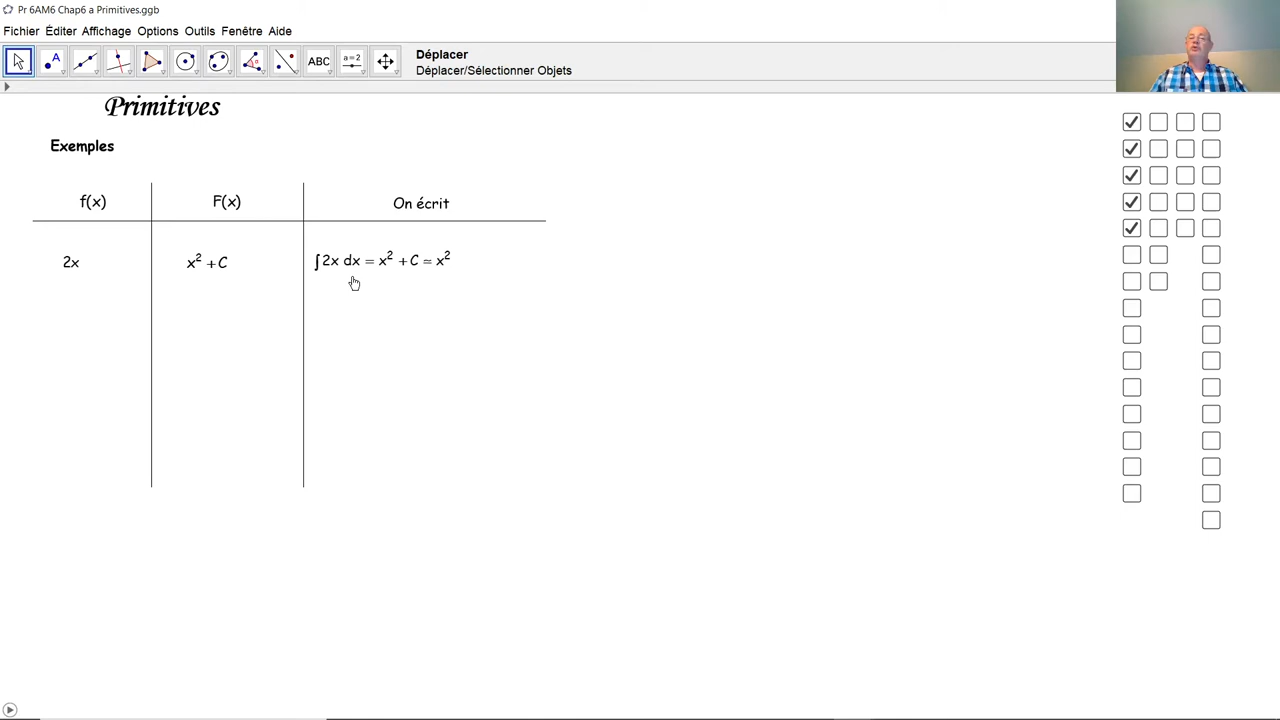 Pr 6AM6 Chap6 a Primitives.ggb
Fichier Éditer Affichage Options Outils Fenêtre Aide
A ABC a=2 Déplacer
Déplacer/Sélectionner Objets
Primitives
Exemples
f(x) F(x) On écrit
2x x² + C ∫2x dx = x² + C ≃ x²